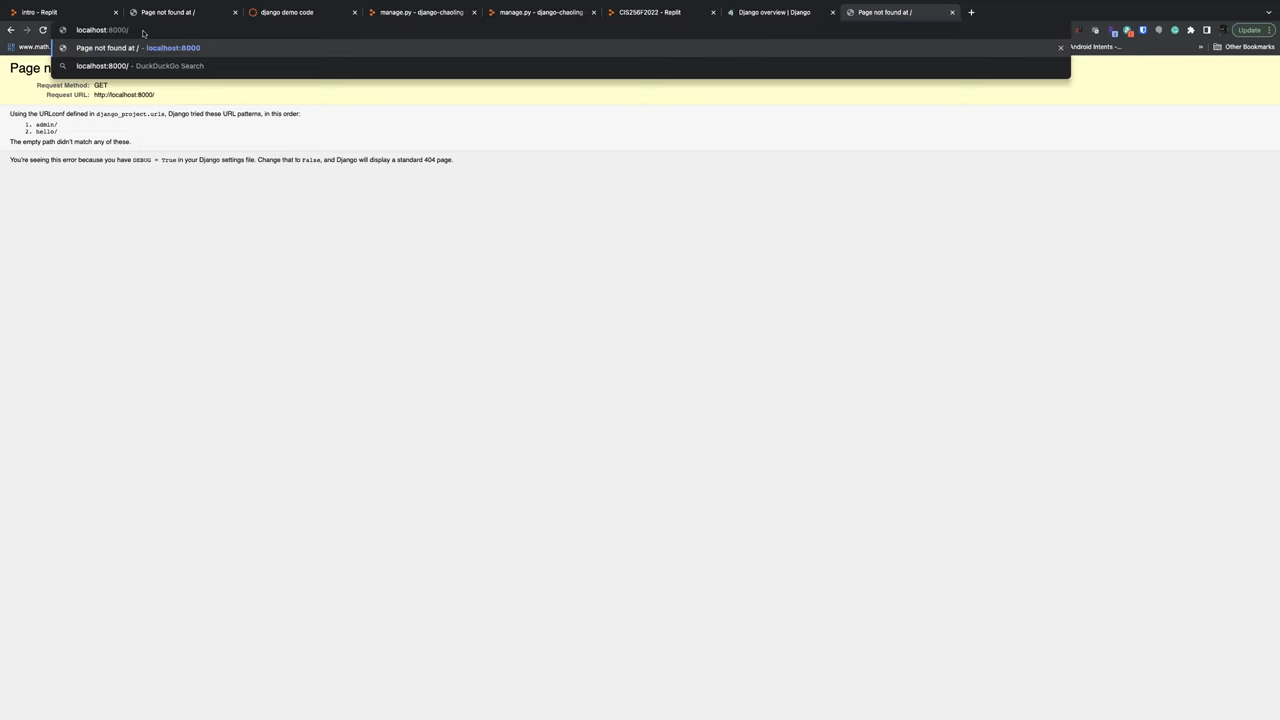 intro - Replit
Page not found at /
django demo code
manage.py - django-chaoling
manage.py - django-chaoling
CIS256F2022 - Replit
Django overview | Django
Page not found at /
localhost:8000/
Update
www.math.
Page not found at / - localhost:8000
Android Intents -...
»
Other Bookmarks
localhost:8000/ - DuckDuckGo Search
Page n
Request Method: GET
Request URL: http://localhost:8000/
Using the URLconf defined in django_project.urls, Django tried these URL patterns, in this order:
1. admin/
2. hello/
The empty path didn't match any of these.
You're seeing this error because you have DEBUG = True in your Django settings file. Change that to False, and Django will display a standard 404 page.